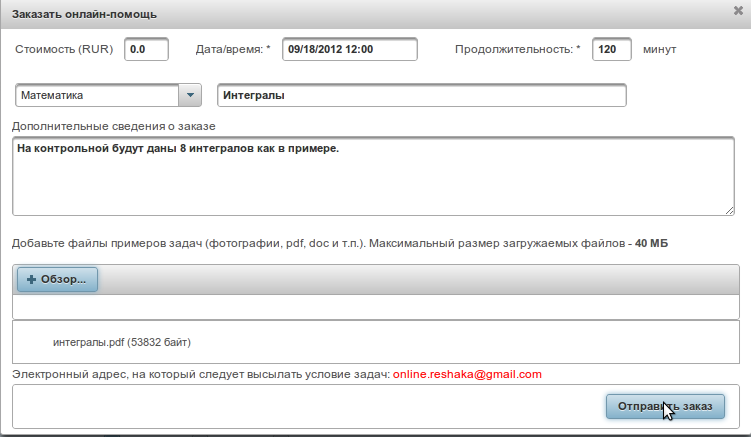 Заказать онлайн-помощь
Стоимость (RUR) 0.0 Дата/время: * 09/18/2012 12:00 Продолжительность: * 120 минут
Математика Интегралы
Дополнительные сведения о заказе
На контрольной будут даны 8 интегралов как в примере.
Добавьте файлы примеров задач (фотографии, pdf, doc и т.п.). Максимальный размер загружаемых файлов - 40 МБ
+ Обзор...
интегралы.pdf (53832 байт)
Электронный адрес, на который следует высылать условие задач: online.reshaka@gmail.com
Отправить заказ